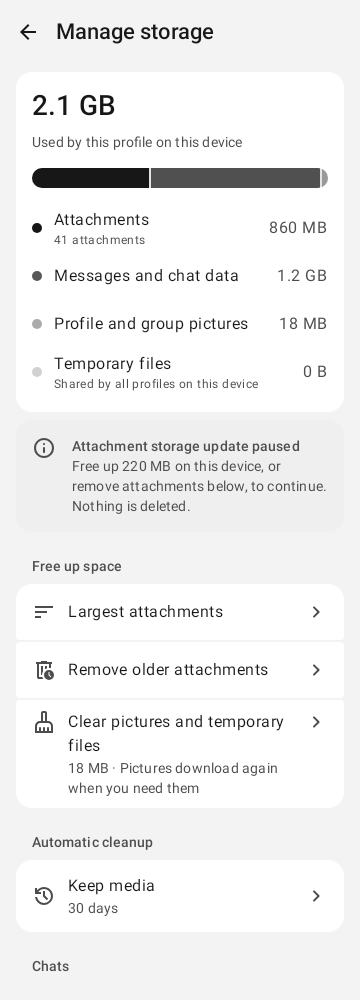 Manage storage
2.1 GB
Used by this profile on this device
Attachments
41 attachments
860 MB
Messages and chat data
1.2 GB
Profile and group pictures
18 MB
Temporary files
Shared by all profiles on this device
0 B
Attachment storage update paused
Free up 220 MB on this device, or
remove attachments below, to continue.
Nothing is deleted.
Free up space
Largest attachments
Remove older attachments
Clear pictures and temporary
files
18 MB · Pictures download again
when you need them
Automatic cleanup
Keep media
30 days
Chats